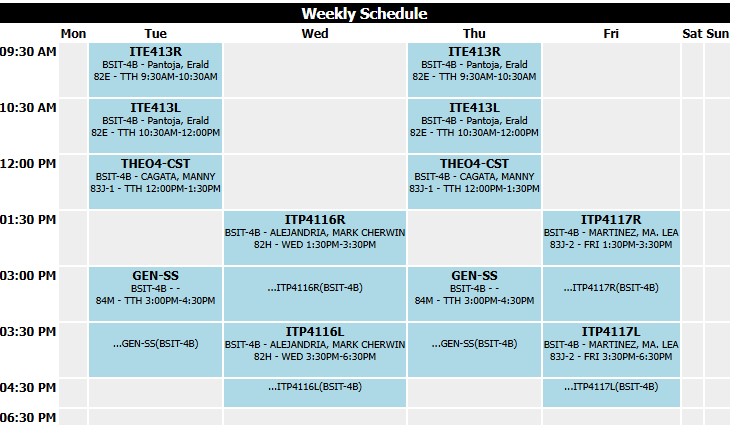 Weekly Schedule
Mon Tue Wed Thu Fri Sat Sun
09:30 AM
ITE413R
BSIT-4B - Pantoja, Erald
82E - TTH 9:30AM-10:30AM
ITE413R
BSIT-4B - Pantoja, Erald
82E - TTH 9:30AM-10:30AM
10:30 AM
ITE413L
BSIT-4B - Pantoja, Erald
82E - TTH 10:30AM-12:00PM
ITE413L
BSIT-4B - Pantoja, Erald
82E - TTH 10:30AM-12:00PM
12:00 PM
THEO4-CST
BSIT-4B - CAGATA, MANNY
83J-1 - TTH 12:00PM-1:30PM
THEO4-CST
BSIT-4B - CAGATA, MANNY
83J-1 - TTH 12:00PM-1:30PM
01:30 PM
ITP4116R
BSIT-4B - ALEJANDRIA, MARK CHERWIN
82H - WED 1:30PM-3:30PM
ITP4117R
BSIT-4B - MARTINEZ, MA. LEA
83J-2 - FRI 1:30PM-3:30PM
03:00 PM
GEN-SS
BSIT-4B - -
84M - TTH 3:00PM-4:30PM
...ITP4116R(BSIT-4B)
GEN-SS
BSIT-4B - -
84M - TTH 3:00PM-4:30PM
...ITP4117R(BSIT-4B)
03:30 PM
...GEN-SS(BSIT-4B)
ITP4116L
BSIT-4B - ALEJANDRIA, MARK CHERWIN
82H - WED 3:30PM-6:30PM
...GEN-SS(BSIT-4B)
ITP4117L
BSIT-4B - MARTINEZ, MA. LEA
83J-2 - FRI 3:30PM-6:30PM
04:30 PM
...ITP4116L(BSIT-4B)
...ITP4117L(BSIT-4B)
06:30 PM